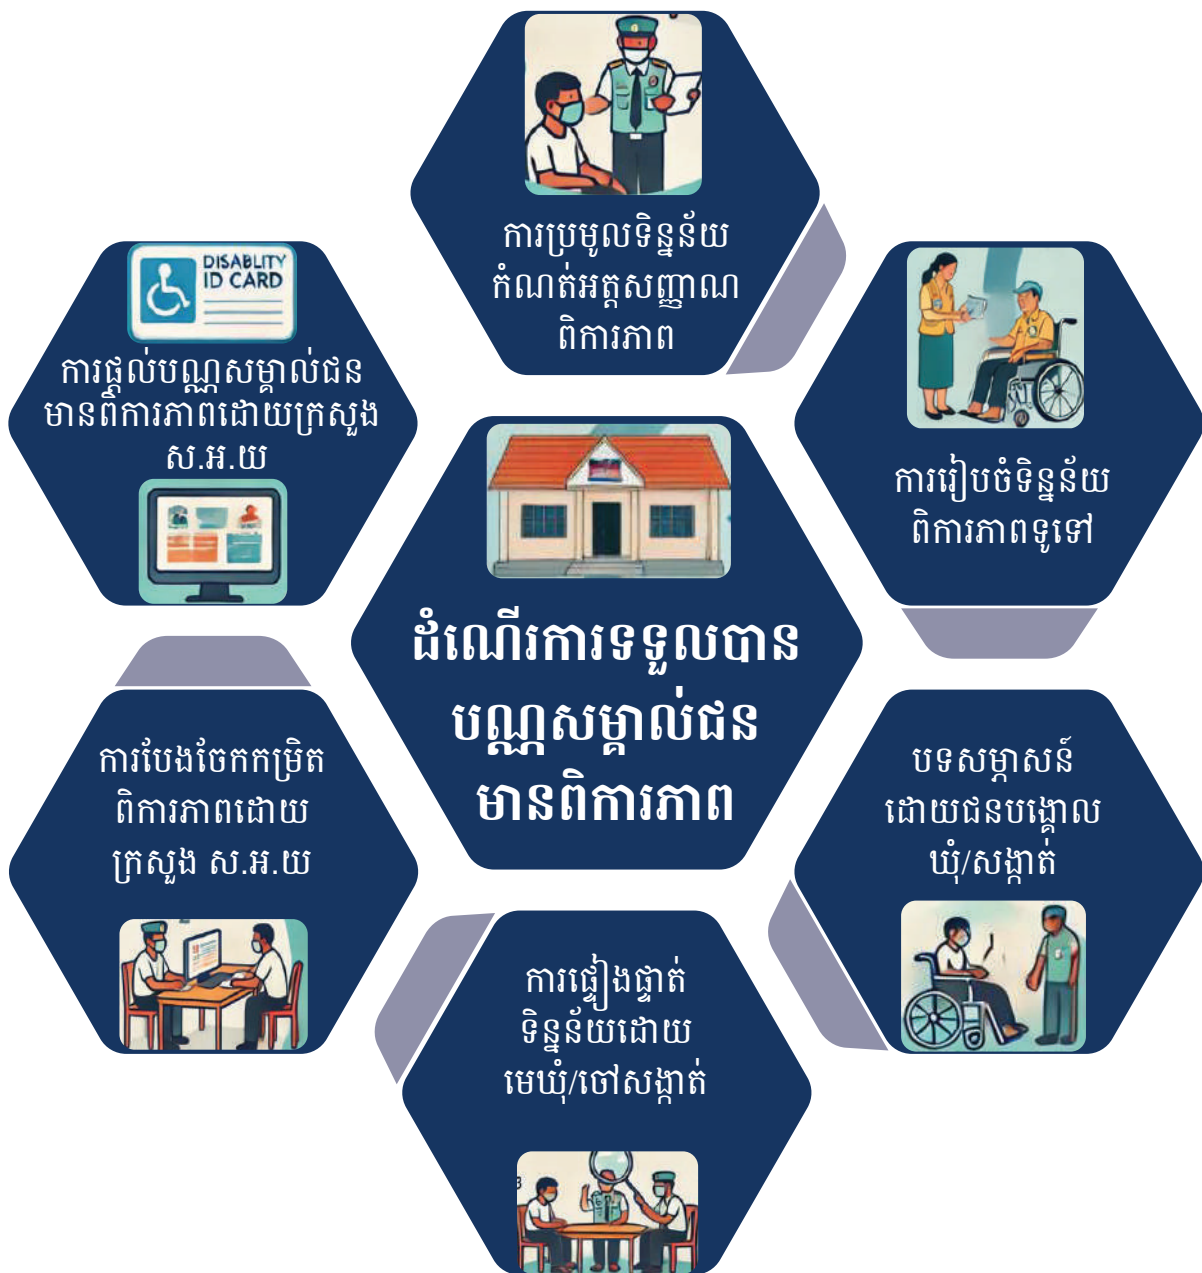 ការប្រមូលទិន្នន័យ
កំណត់អត្តសញ្ញាណ
ពិការភាព
ការរៀបចំទិន្នន័យ
ពិការភាពទូទៅ
បទសម្ភាសន៍
ដោយជនបង្គោល
ឃុំ/សង្កាត់
ការផ្ទៀងផ្ទាត់
ទិន្នន័យដោយ
មេឃុំ/ចៅសង្កាត់
ការបែងចែកកម្រិត
ពិការភាពដោយ
ក្រសួង ស.អ.យ
DISABLITY
ID CARD
ការផ្តល់បណ្ណសម្គាល់ជន
មានពិការភាពដោយក្រសួង
ស.អ.យ
ដំណើរការទទួលបាន
បណ្ណសម្គាល់ជន
មានពិការភាព